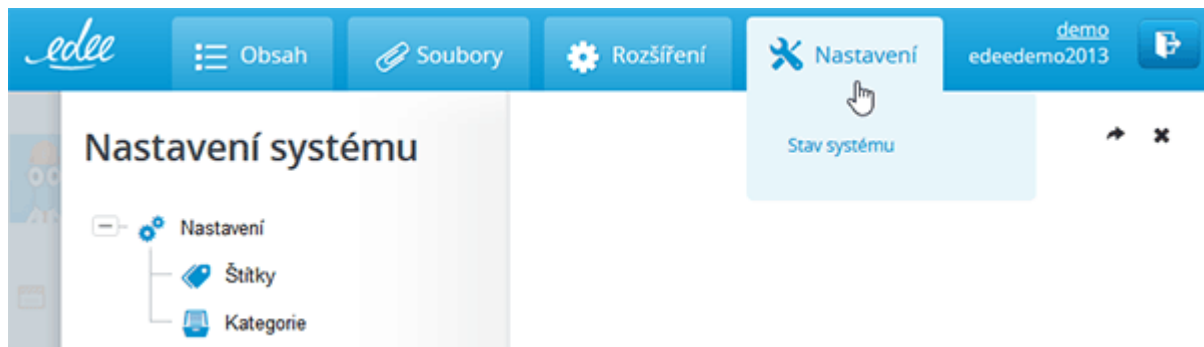 edee
Obsah
Soubory
Rozšíření
Nastavení
demo
edeedemo2013
Nastavení systému
Stav systému
Nastavení
Štítky
Kategorie